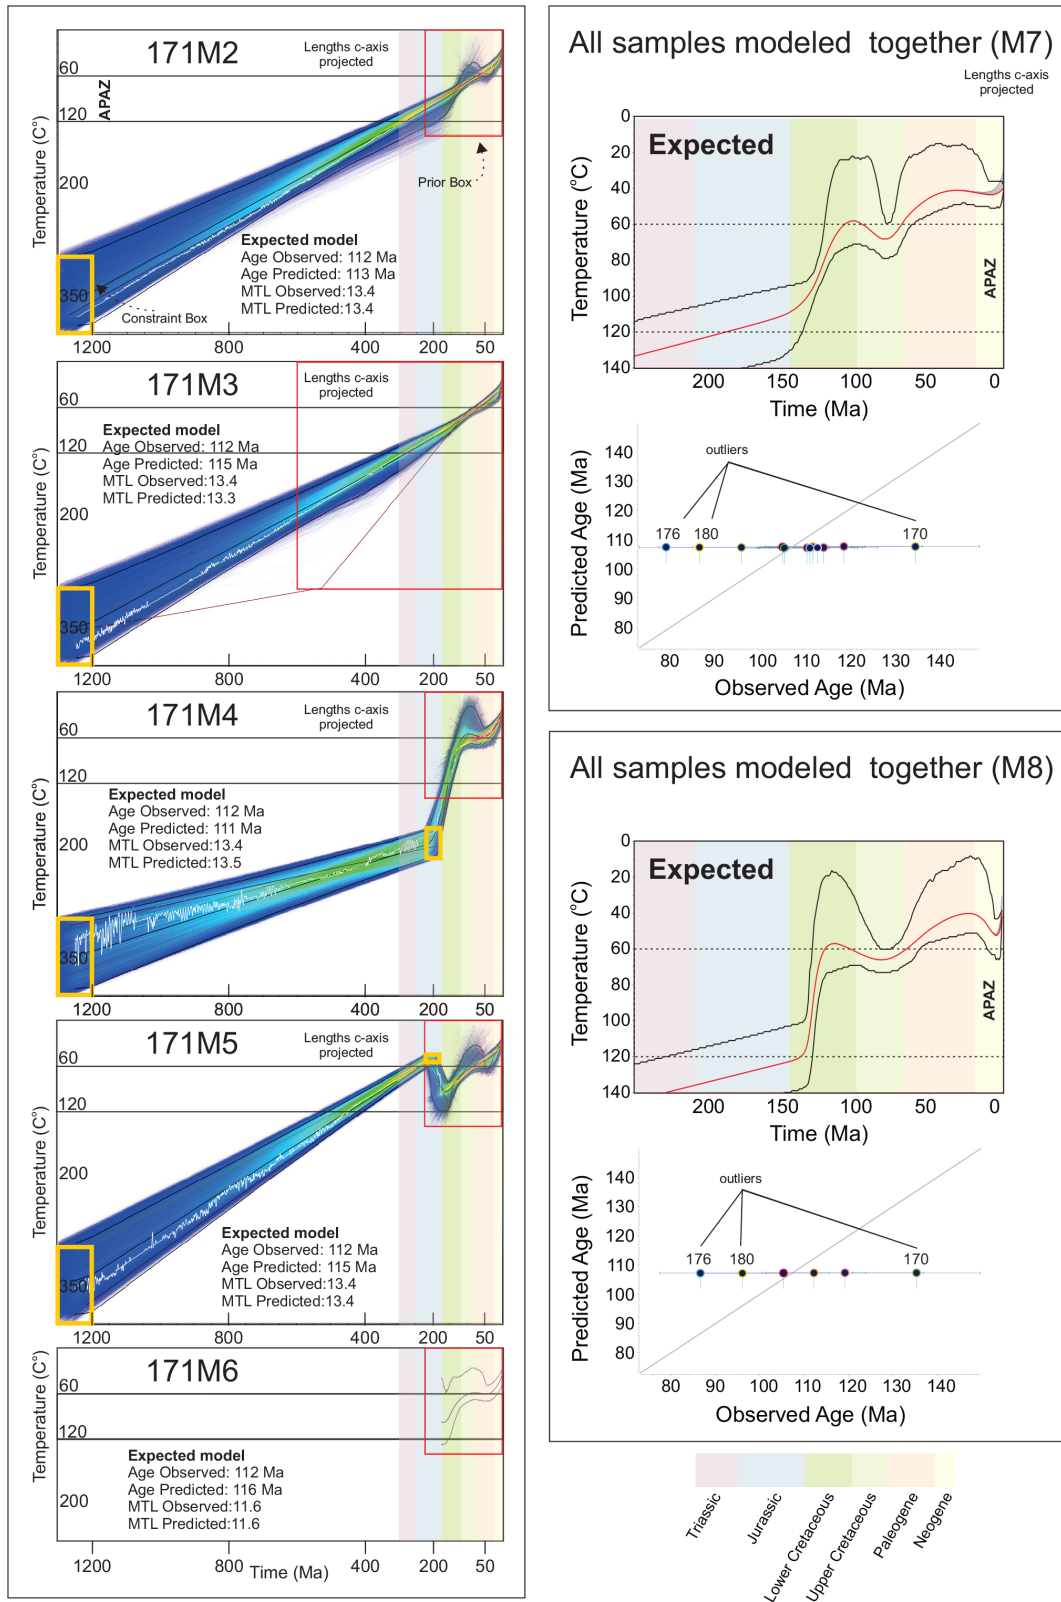 171M2
Lengths c-axis
projected
60
APAZ
120
200
350
Temperature (C°)
Prior Box
Expected model
Age Observed: 112 Ma
Age Predicted: 113 Ma
MTL Observed:13.4
MTL Predicted:13.4
Constraint Box
1200
800
400
200
50
171M3
Lengths c-axis
projected
60
120
200
350
Temperature (C°)
Expected model
Age Observed: 112 Ma
Age Predicted: 115 Ma
MTL Observed:13.4
MTL Predicted:13.3
1200
800
400
200
50
171M4
Lengths c-axis
projected
60
120
200
350
Temperature (C°)
Expected model
Age Observed: 112 Ma
Age Predicted: 111 Ma
MTL Observed:13.4
MTL Predicted:13.5
1200
800
400
200
50
171M5
Lengths c-axis
projected
60
120
200
350
Temperature (C°)
Expected model
Age Observed: 112 Ma
Age Predicted: 115 Ma
MTL Observed:13.4
MTL Predicted:13.4
1200
800
400
200
50
171M6
60
120
200
Temperature (C°)
Expected model
Age Observed: 112 Ma
Age Predicted: 116 Ma
MTL Observed:11.6
MTL Predicted:11.6
1200
800
Time (Ma)
400
200
50
All samples modeled together (M7)
Lengths c-axis
projected
Expected
0
20
40
60
80
100
120
140
Temperature (°C)
APAZ
200
150
100
50
0
Time (Ma)
140
130
120
110
100
90
80
Predicted Age (Ma)
outliers
176
180
170
80
90
100
110
120
130
140
Observed Age (Ma)
All samples modeled together (M8)
Expected
0
20
40
60
80
100
120
140
Temperature (°C)
APAZ
200
150
100
50
0
Time (Ma)
140
130
120
110
100
90
80
Predicted Age (Ma)
outliers
176
180
170
80
90
100
110
120
130
140
Observed Age (Ma)
Triassic
Jurassic
Lower Cretaceous
Upper Cretaceous
Paleogene
Neogene